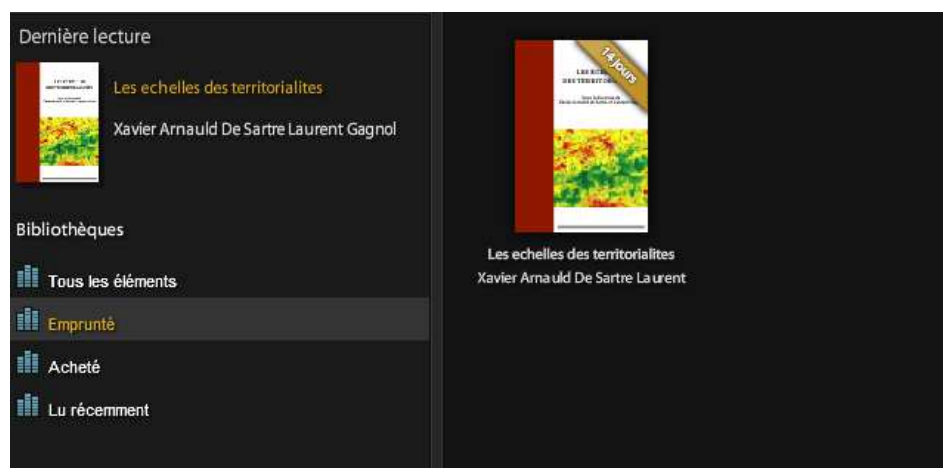 Dernière lecture
Les echelles des territorialites
Xavier Arnauld De Sartre Laurent Gagnol
Bibliothèques
Tous les éléments
Emprunté
Acheté
Lu récemment
14 jours
Les echelles des territorialites
Xavier Arnauld De Sartre Laurent